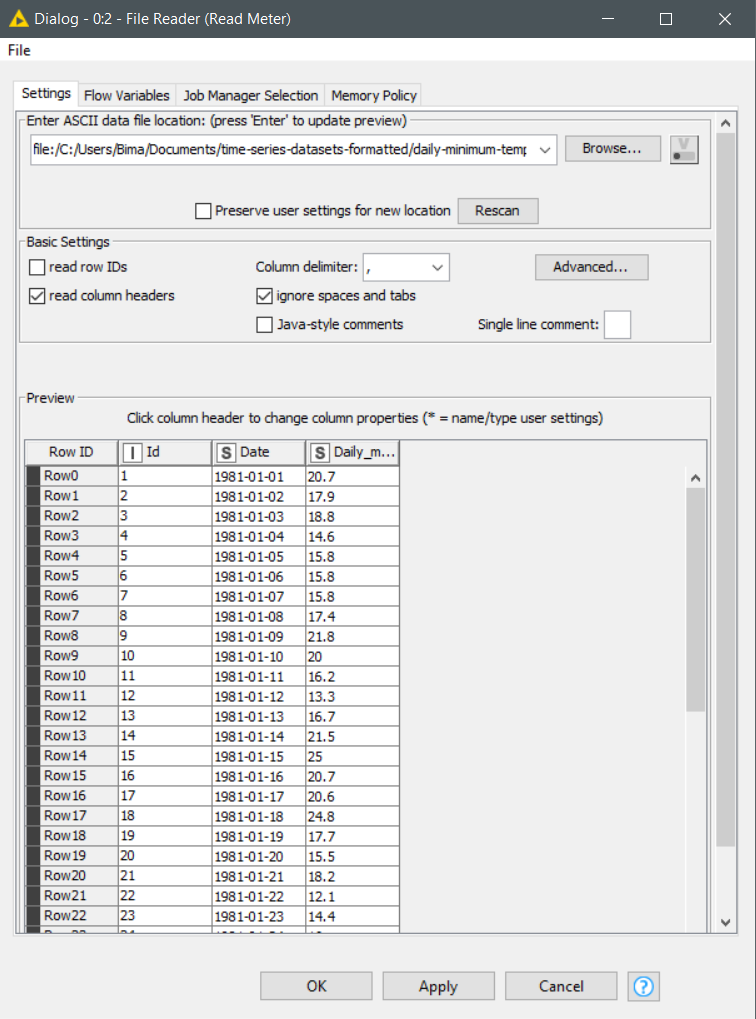 Dialog - 0:2 - File Reader (Read Meter)
File
Settings Flow Variables Job Manager Selection Memory Policy
Enter ASCII data file location: (press 'Enter' to update preview)
file:/C:/Users/Bima/Documents/time-series-datasets-formatted/daily-minimum-temp Browse... V
Preserve user settings for new location Rescan
Basic Settings
read row IDs Column delimiter: , Advanced...
read column headers ignore spaces and tabs
Java-style comments Single line comment:
Preview
Click column header to change column properties (* = name/type user settings)
Row ID I Id S Date S Daily_m...
Row0 1 1981-01-01 20.7
Row1 2 1981-01-02 17.9
Row2 3 1981-01-03 18.8
Row3 4 1981-01-04 14.6
Row4 5 1981-01-05 15.8
Row5 6 1981-01-06 15.8
Row6 7 1981-01-07 15.8
Row7 8 1981-01-08 17.4
Row8 9 1981-01-09 21.8
Row9 10 1981-01-10 20
Row10 11 1981-01-11 16.2
Row11 12 1981-01-12 13.3
Row12 13 1981-01-13 16.7
Row13 14 1981-01-14 21.5
Row14 15 1981-01-15 25
Row15 16 1981-01-16 20.7
Row16 17 1981-01-17 20.6
Row17 18 1981-01-18 24.8
Row18 19 1981-01-19 17.7
Row19 20 1981-01-20 15.5
Row20 21 1981-01-21 18.2
Row21 22 1981-01-22 12.1
Row22 23 1981-01-23 14.4
OK Apply Cancel ?